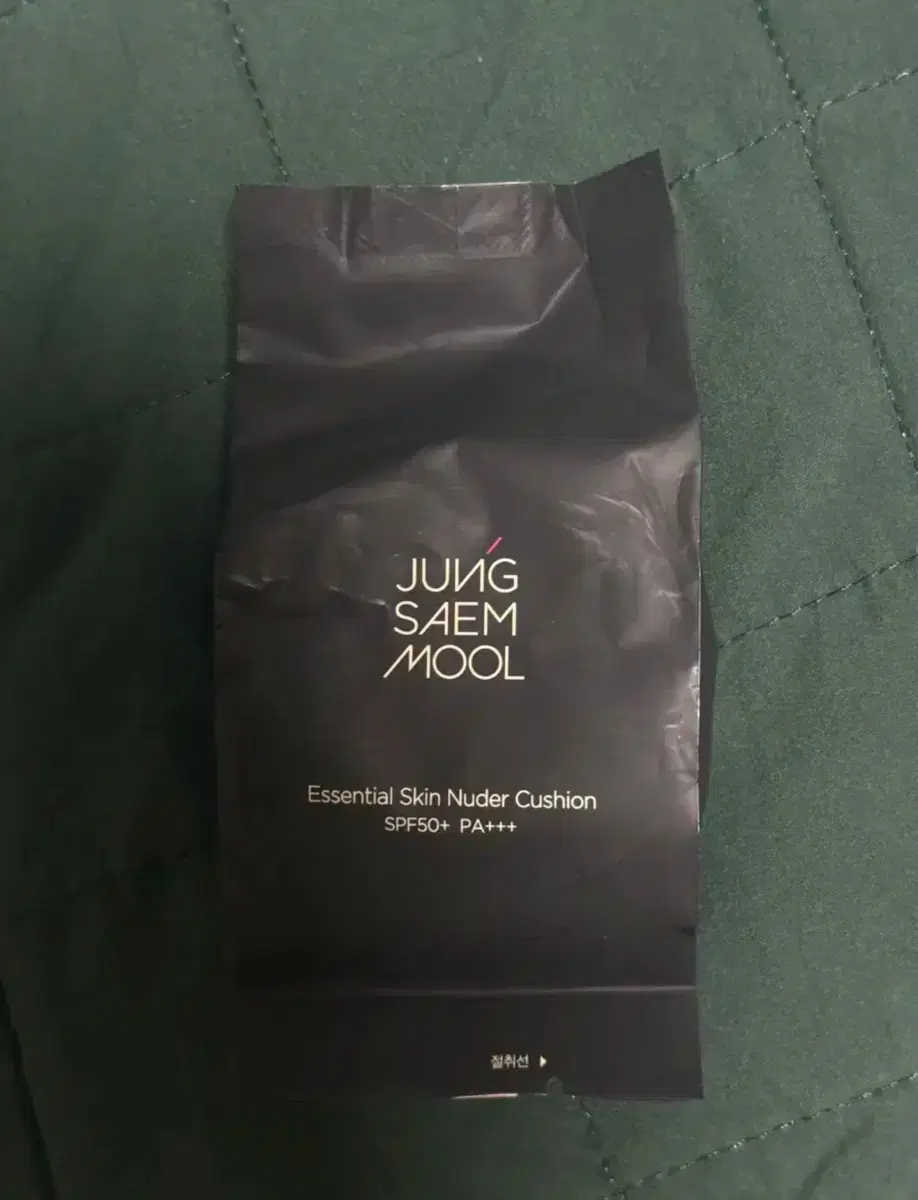 JUNG
SAEM
MOOL
Essential Skin Nuder Cushion
SPF50+ PA+++
절취선